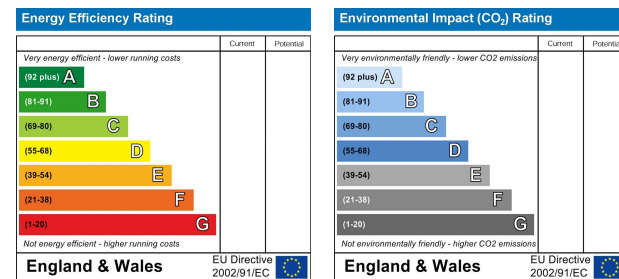 Energy Efficiency Rating
Current Potential
Very energy efficient - lower running costs
(92 plus) A
(81-91) B
(69-80) C
(55-68) D
(39-54) E
(21-38) F
(1-20) G
Not energy efficient - higher running costs
England & Wales
EU Directive
2002/91/EC
Environmental Impact (CO₂) Rating
Current Potential
Very environmentally friendly - lower CO2 emissions
(92 plus) A
(81-91) B
(69-80) C
(55-68) D
(39-54) E
(21-38) F
(1-20) G
Not environmentally friendly - higher CO2 emissions
England & Wales
EU Directive
2002/91/EC